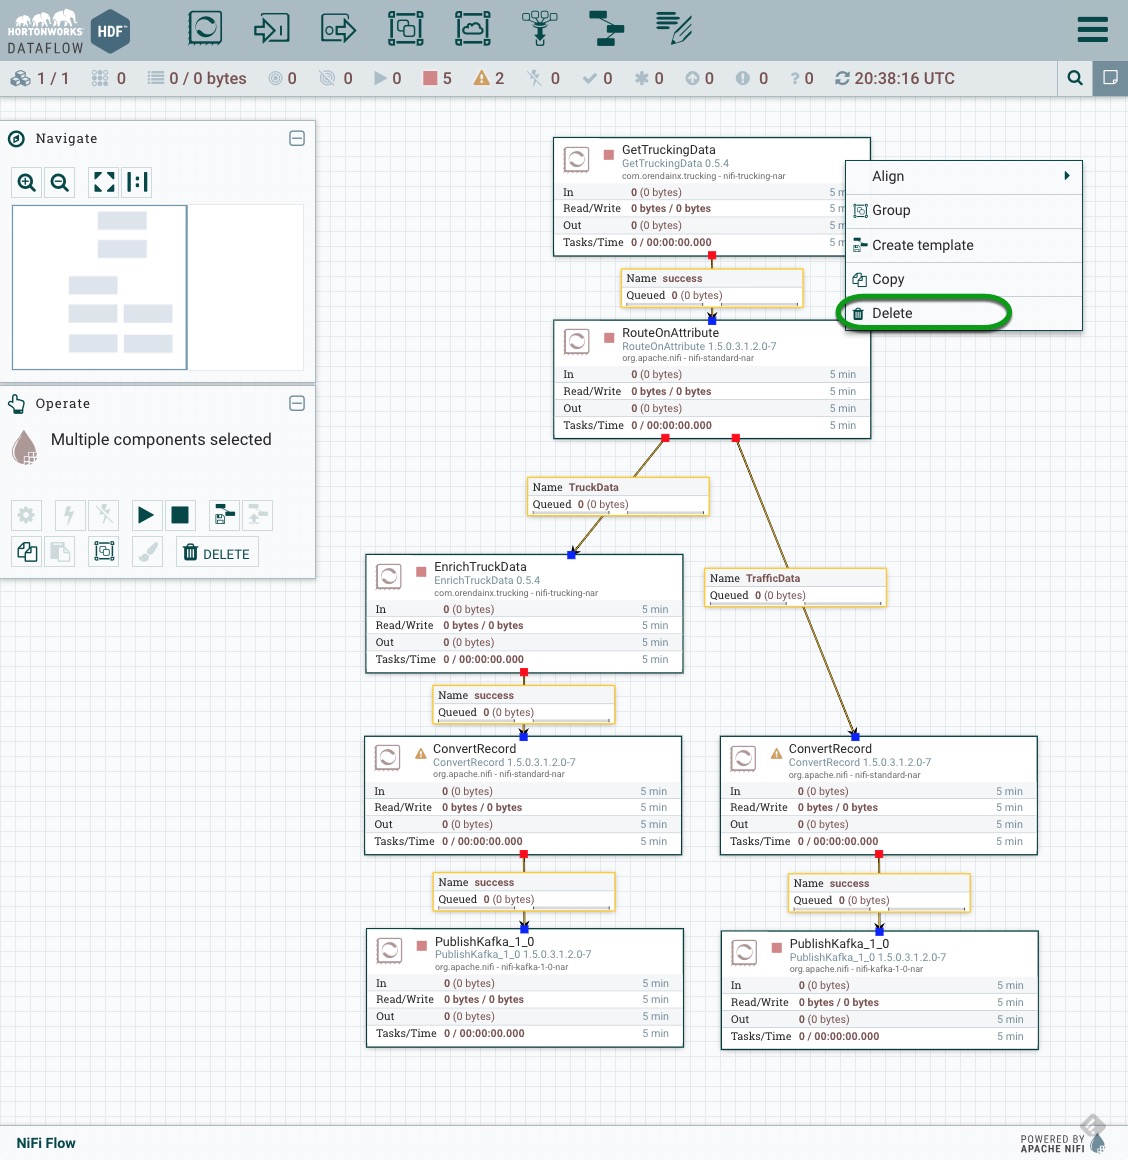 HORTONWORKS
DATAFLOW
HDF
1 / 1
0
0 / 0 bytes
0
0
0
5
2
0
0
0
0
0
? 0
20:38:16 UTC
Navigate
Operate
Multiple components selected
DELETE
GetTruckingData
GetTruckingData 0.5.4
com.orendainx.trucking - nifi-trucking-nar
In 0 (0 bytes) 5 m
Read/Write 0 bytes / 0 bytes 5 m
Out 0 (0 bytes) 5 m
Tasks/Time 0 / 00:00:00.000 5 m
Align
Group
Create template
Copy
Delete
Name success
Queued 0 (0 bytes)
RouteOnAttribute
RouteOnAttribute 1.5.0.3.1.2.0-7
org.apache.nifi - nifi-standard-nar
In 0 (0 bytes) 5 min
Read/Write 0 bytes / 0 bytes 5 min
Out 0 (0 bytes) 5 min
Tasks/Time 0 / 00:00:00.000 5 min
Name TruckData
Queued 0 (0 bytes)
Name TrafficData
Queued 0 (0 bytes)
EnrichTruckData
EnrichTruckData 0.5.4
com.orendainx.trucking - nifi-trucking-nar
In 0 (0 bytes) 5 min
Read/Write 0 bytes / 0 bytes 5 min
Out 0 (0 bytes) 5 min
Tasks/Time 0 / 00:00:00.000 5 min
Name success
Queued 0 (0 bytes)
ConvertRecord
ConvertRecord 1.5.0.3.1.2.0-7
org.apache.nifi - nifi-standard-nar
In 0 (0 bytes) 5 min
Read/Write 0 bytes / 0 bytes 5 min
Out 0 (0 bytes) 5 min
Tasks/Time 0 / 00:00:00.000 5 min
ConvertRecord
ConvertRecord 1.5.0.3.1.2.0-7
org.apache.nifi - nifi-standard-nar
In 0 (0 bytes) 5 min
Read/Write 0 bytes / 0 bytes 5 min
Out 0 (0 bytes) 5 min
Tasks/Time 0 / 00:00:00.000 5 min
Name success
Queued 0 (0 bytes)
Name success
Queued 0 (0 bytes)
PublishKafka_1_0
PublishKafka_1_0 1.5.0.3.1.2.0-7
org.apache.nifi - nifi-kafka-1-0-nar
In 0 (0 bytes) 5 min
Read/Write 0 bytes / 0 bytes 5 min
Out 0 (0 bytes) 5 min
Tasks/Time 0 / 00:00:00.000 5 min
PublishKafka_1_0
PublishKafka_1_0 1.5.0.3.1.2.0-7
org.apache.nifi - nifi-kafka-1-0-nar
In 0 (0 bytes) 5 min
Read/Write 0 bytes / 0 bytes 5 min
Out 0 (0 bytes) 5 min
Tasks/Time 0 / 00:00:00.000 5 min
NiFi Flow
POWERED BY
APACHE NIFI